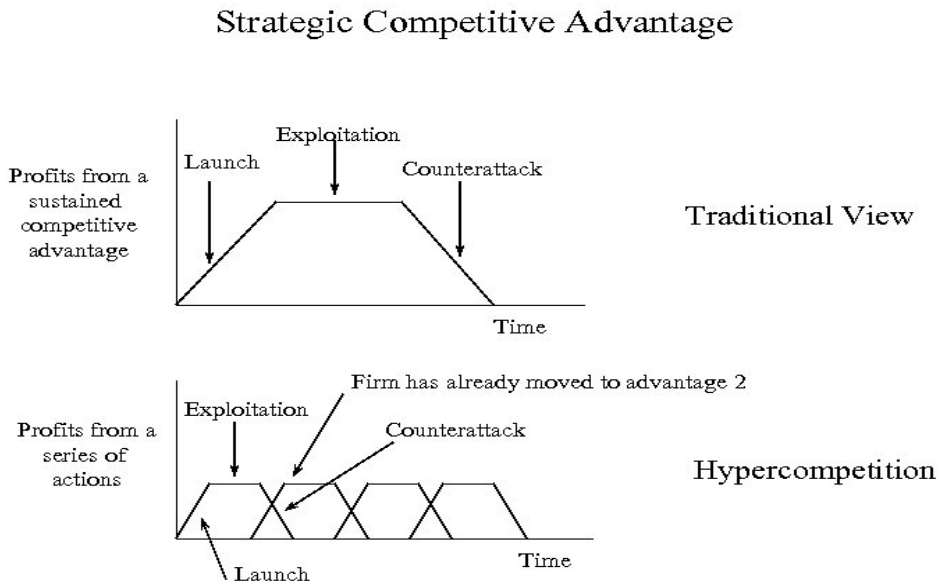 Strategic Competitive Advantage
Exploitation
Launch
Counterattack
Profits from a
sustained
competitive
advantage
Traditional View
Time
Firm has already moved to advantage 2
Exploitation
Counterattack
Profits from a
series of
actions
Hypercompetition
Time
Launch